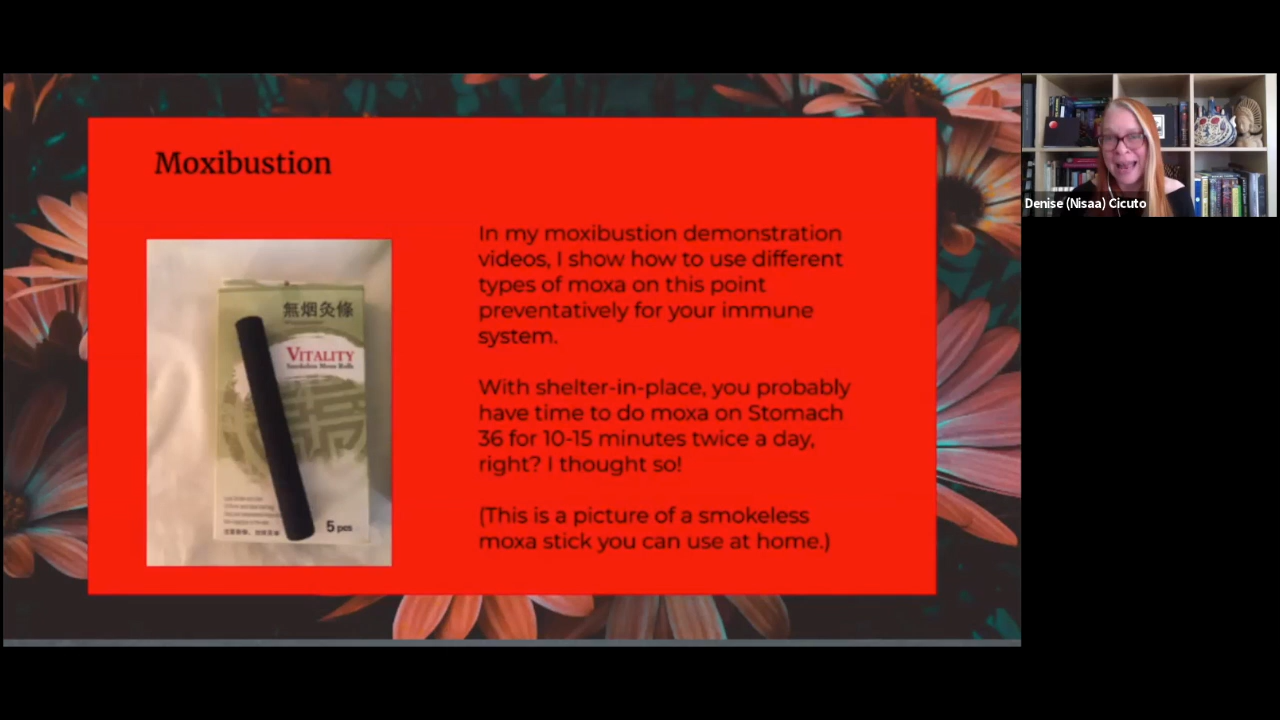 Moxibustion
無烟灸條
VITALITY
Smokeless Moxa Rolls
5 pcs
In my moxibustion demonstration
videos, I show how to use different
types of moxa on this point
preventatively for your immune
system.
With shelter-in-place, you probably
have time to do moxa on Stomach
36 for 10-15 minutes twice a day,
right? I thought so!
(This is a picture of a smokeless
moxa stick you can use at home.)
Denise (Nisaa) Cicuto